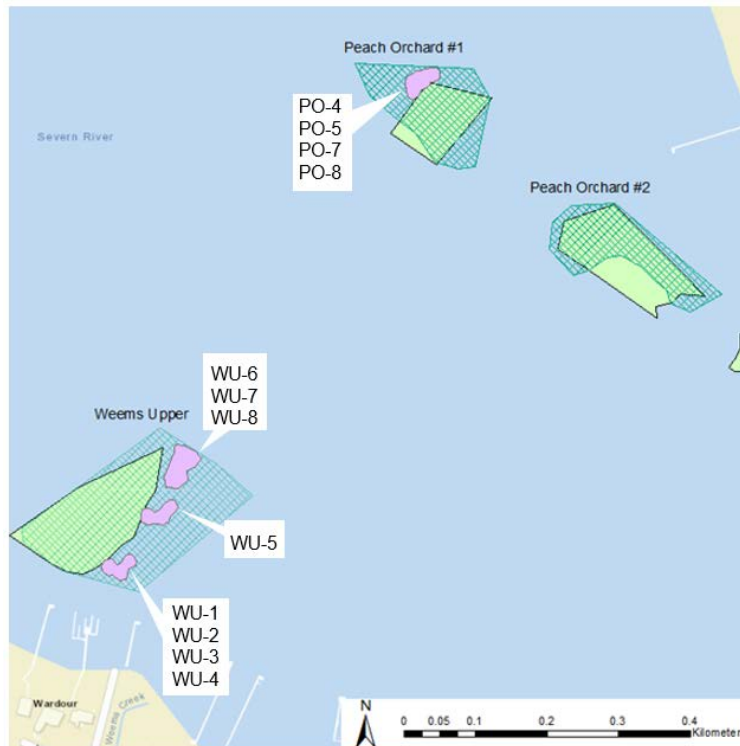 Peach Orchard #1
PO-4
PO-5
PO-7
PO-8
Severn River
Peach Orchard #2
WU-6
WU-7
WU-8
Weems Upper
WU-5
WU-1
WU-2
WU-3
WU-4
Wardour
Weems Creek
N
0 0.05 0.1 0.2 0.3 0.4
Kilometer